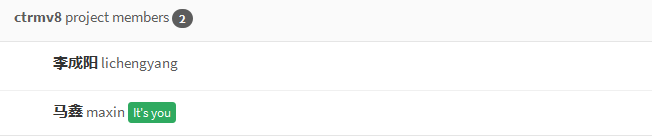 ctrmv8 project members 2
李成阳 lichengyang
马鑫 maxin It's you